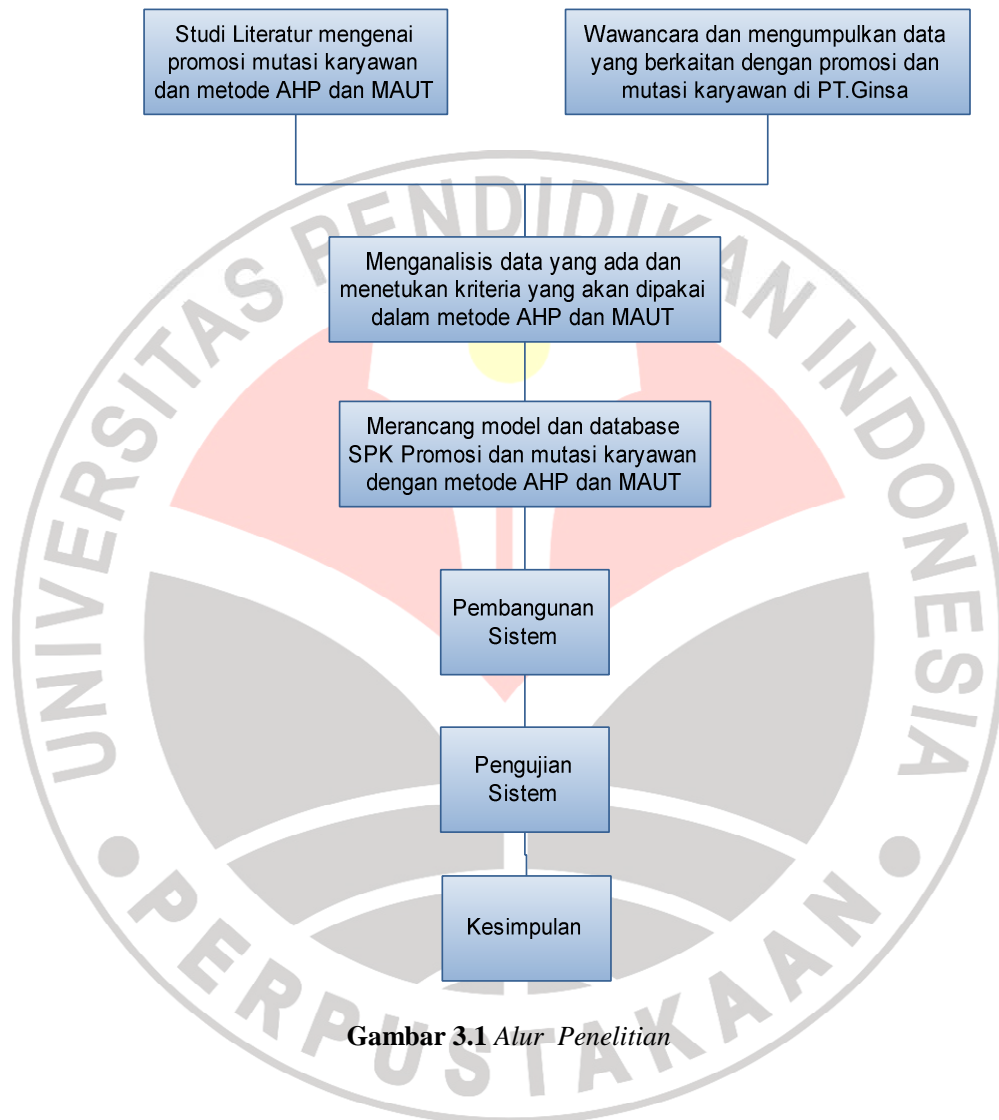 Studi Literatur mengenai
promosi mutasi karyawan
dan metode AHP dan MAUT
Wawancara dan mengumpulkan data
yang berkaitan dengan promosi dan
mutasi karyawan di PT.Ginsa
Menganalisis data yang ada dan
menetukan kriteria yang akan dipakai
dalam metode AHP dan MAUT
Merancang model dan database
SPK Promosi dan mutasi karyawan
dengan metode AHP dan MAUT
Pembangunan
Sistem
Pengujian
Sistem
Kesimpulan
Gambar 3.1 Alur Penelitian
UNIVERSITAS PENDIDIKAN INDONESIA
PERPUSTAKAAN